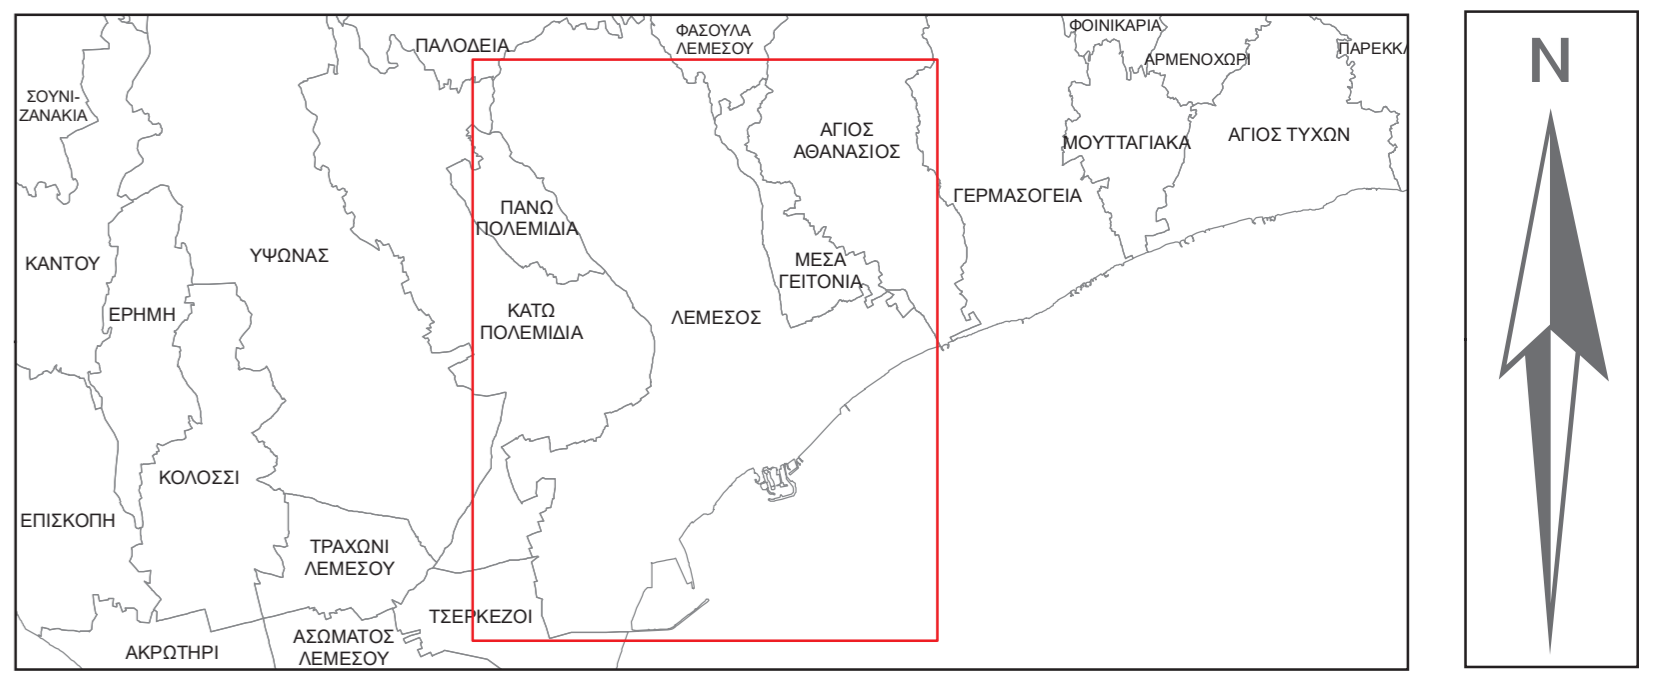 ΦΟΙΝΙΚΑΡΙΑ
ΦΑΣΟΥΛΑ
ΛΕΜΕΣΟΥ
ΠΑΛΟΔΕΙΑ
ΠΑΡΕΚΚΛ
ΑΡΜΕΝΟΧΩΡΙ
N
ΣΟΥΝΙ-
ΖΑΝΑΚΙΑ
ΑΓΙΟΣ
ΑΘΑΝΑΣΙΟΣ
ΜΟΥΤΤΑΓΙΑΚΑ
ΑΓΙΟΣ ΤΥΧΩΝ
ΓΕΡΜΑΣΟΓΕΙΑ
ΠΑΝΩ
ΠΟΛΕΜΙΔΙΑ
ΥΨΩΝΑΣ
ΚΑΝΤΟΥ
ΜΕΣΑ
ΓΕΙΤΟΝΙΑ
ΕΡΗΜΗ
ΚΑΤΩ
ΠΟΛΕΜΙΔΙΑ
ΛΕΜΕΣΟΣ
ΚΟΛΟΣΣΙ
ΕΠΙΣΚΟΠΗ
ΤΡΑΧΩΝΙ
ΛΕΜΕΣΟΥ
ΤΣΕΡΚΕΖΟΙ
ΑΣΩΜΑΤΟΣ
ΛΕΜΕΣΟΥ
ΑΚΡΩΤΗΡΙ